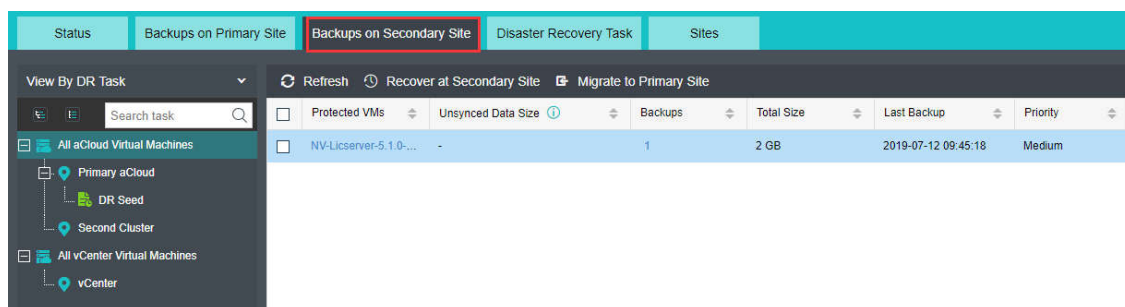 Status Backups on Primary Site Backups on Secondary Site Disaster Recovery Task Sites
View By DR Task Refresh Recover at Secondary Site Migrate to Primary Site
Search task Protected VMs Unsynced Data Size Backups Total Size Last Backup Priority
All aCloud Virtual Machines NV-Licserver-5.1.0-... - 1 2 GB 2019-07-12 09:45:18 Medium
Primary aCloud
DR Seed
Second Cluster
All vCenter Virtual Machines
vCenter